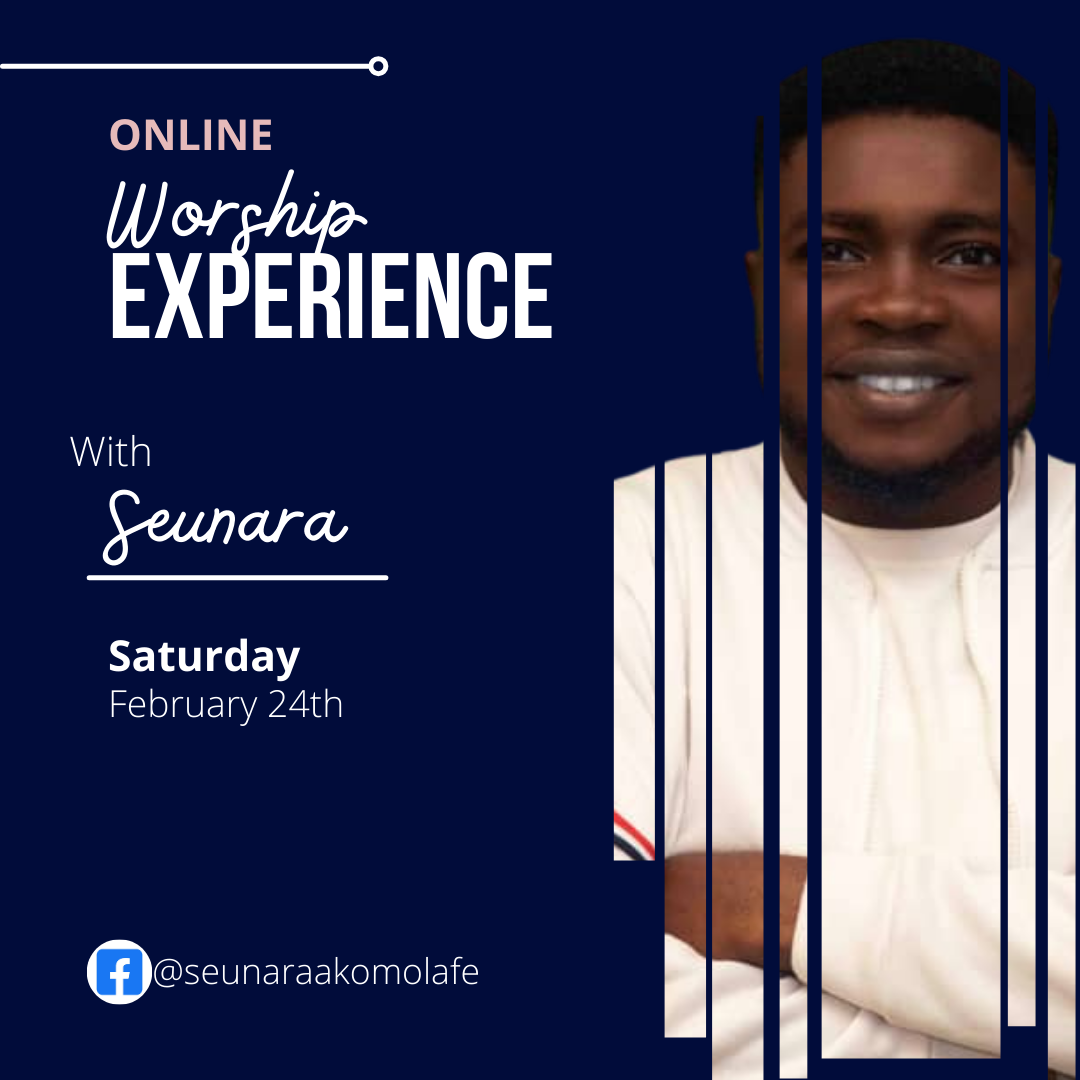 ONLINE
Worship
EXPERIENCE
With
Seunara
Saturday
February 24th
@seunaraakomolafe